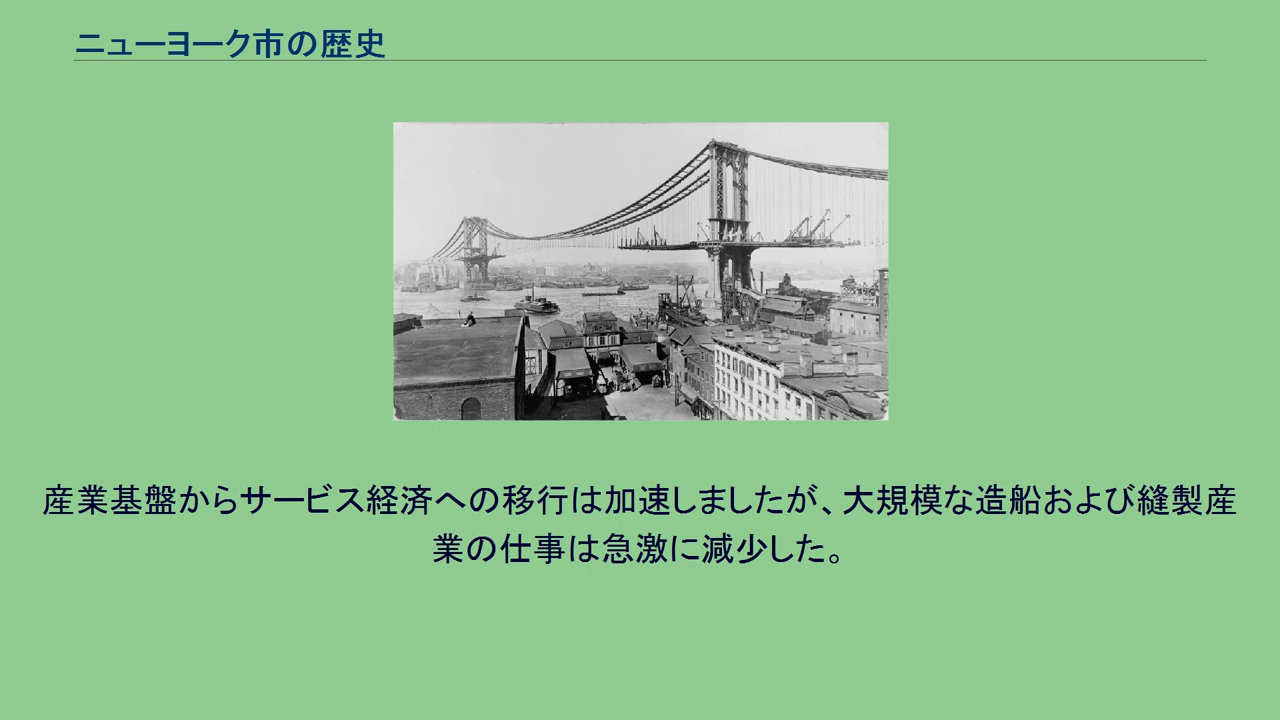 ニューヨーク市の歴史
産業基盤からサービス経済への移行は加速しましたが、大規模な造船および縫製産
業の仕事は急激に減少した。